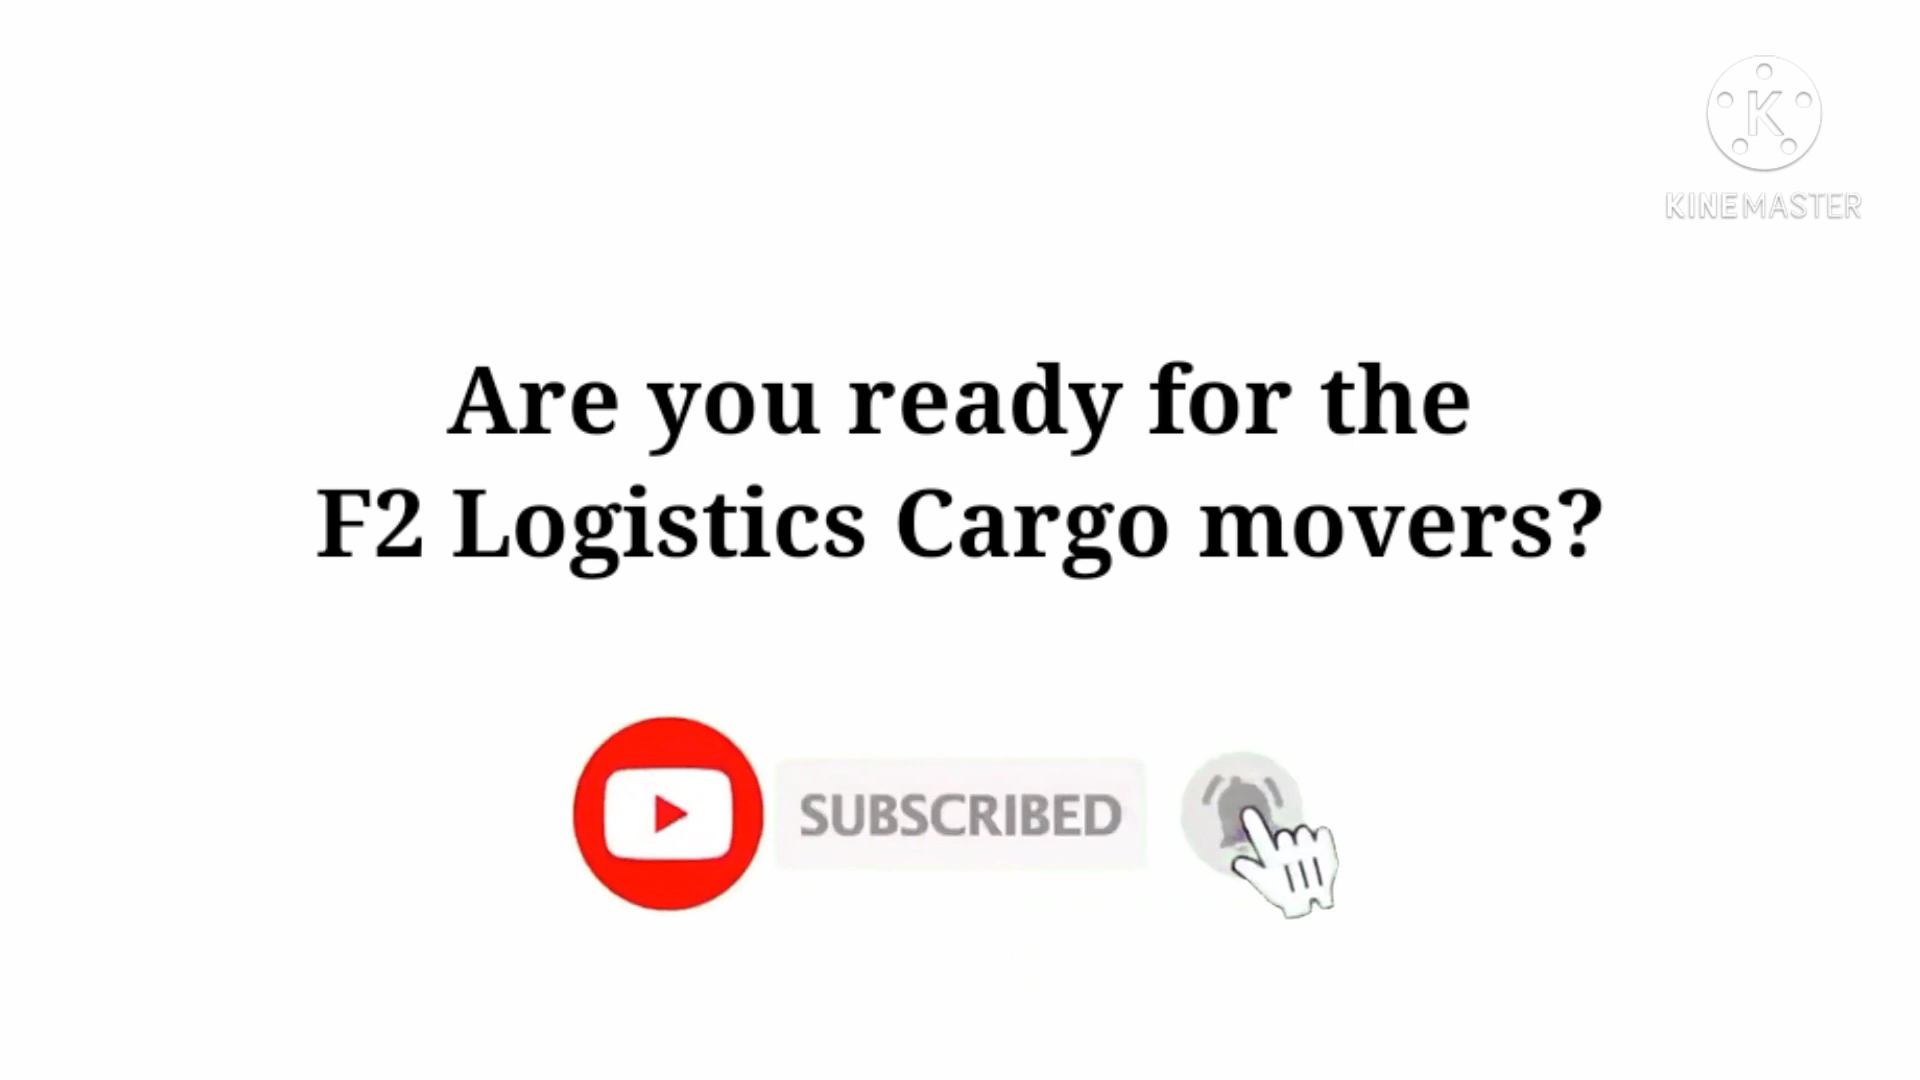 K
KINEMASTER
Are you ready for the
F2 Logistics Cargo movers?
SUBSCRIBED